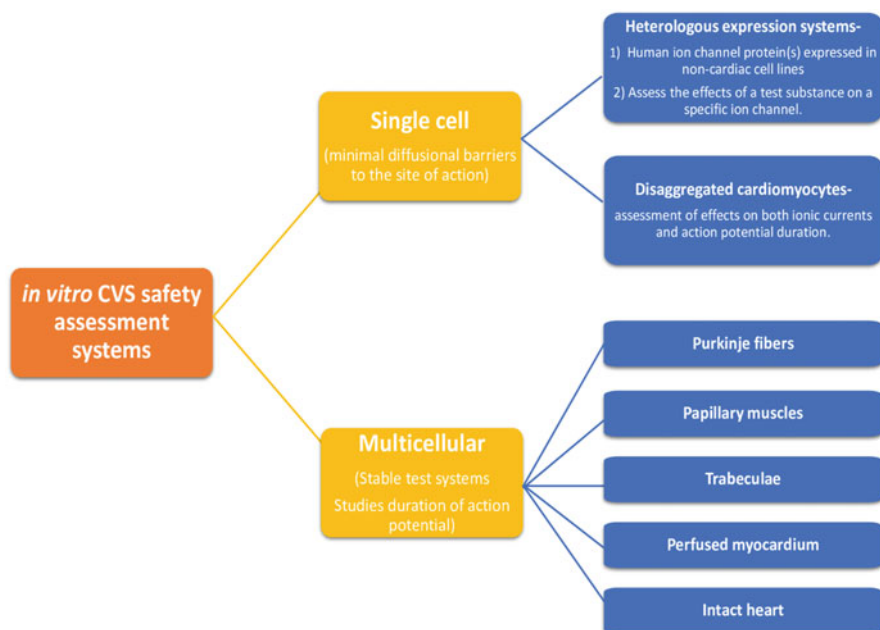 in vitro CVS safety
assessment
systems
Single cell
(minimal diffusional barriers
to the site of action)
Heterologous expression systems-
1) Human ion channel protein(s) expressed in
non-cardiac cell lines
2) Assess the effects of a test substance on a
specific ion channel.
Disaggregated cardiomyocytes-
assessment of effects on both ionic currents
and action potential duration.
Multicellular
(Stable test systems
Studies duration of action
potential)
Purkinje fibers
Papillary muscles
Trabeculae
Perfused myocardium
Intact heart